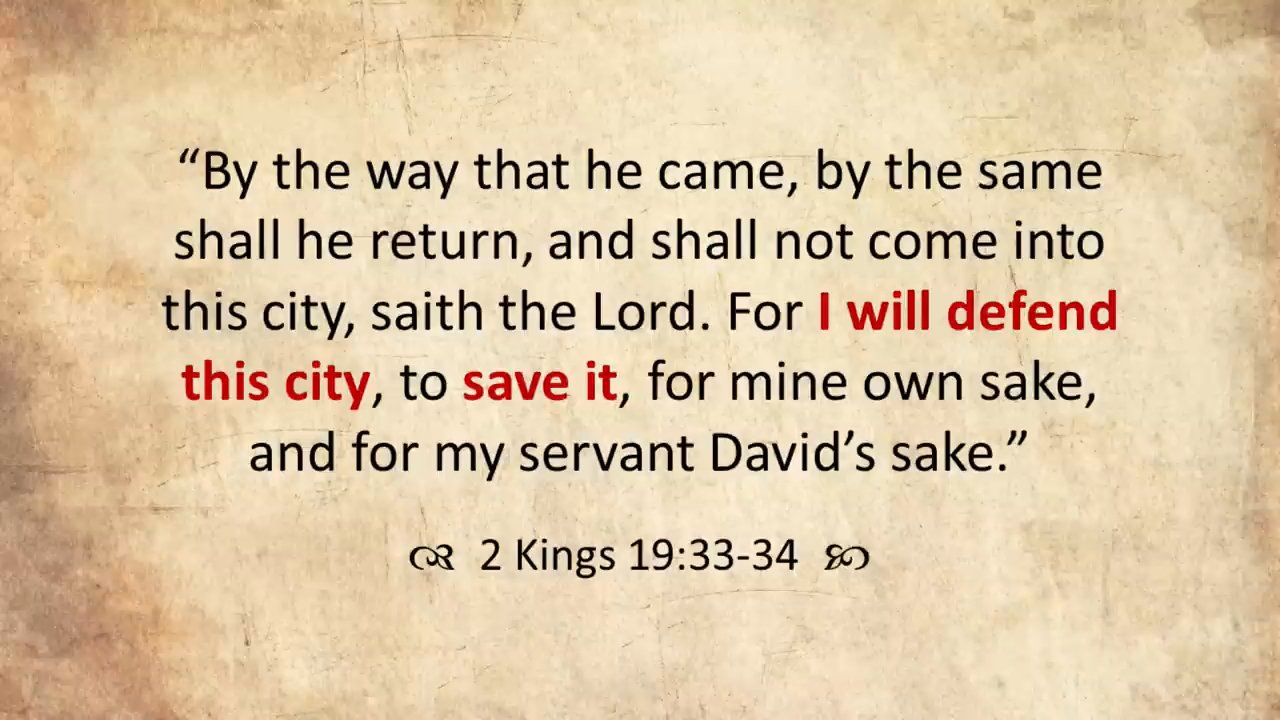 “By the way that he came, by the same
shall he return, and shall not come into
this city, saith the Lord. For I will defend
this city, to save it, for mine own sake,
and for my servant David’s sake.”
2 Kings 19:33-34